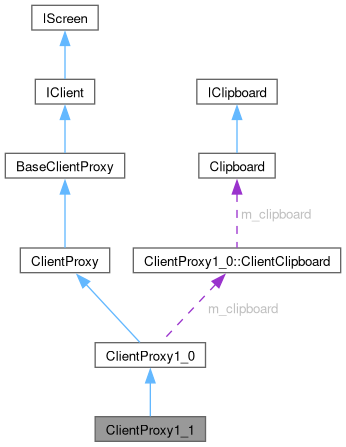 IScreen
IClient
IClipboard
BaseClientProxy
Clipboard
m_clipboard
ClientProxy
ClientProxy1_0::ClientClipboard
m_clipboard
ClientProxy1_0
ClientProxy1_1